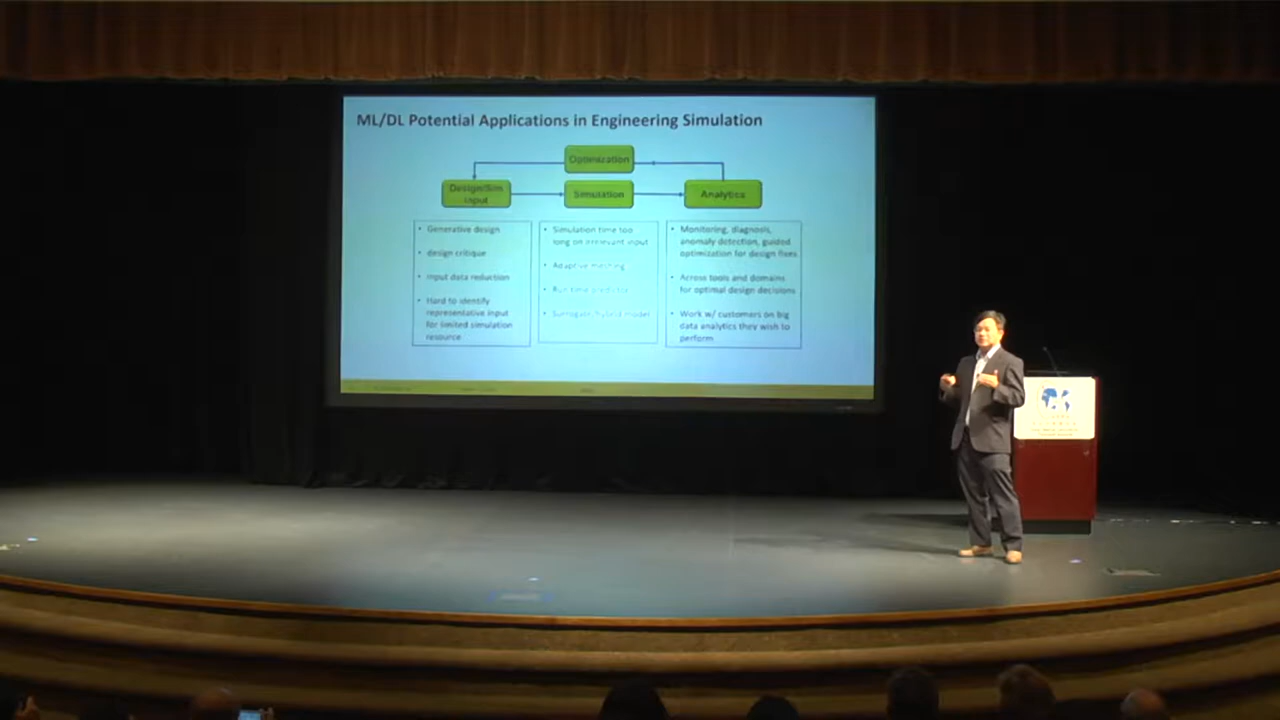 ML/DL Potential Applications in Engineering Simulation
Optimization
Design/Sim
Input
Simulation
Analytics
• Generative design
• design critique
• Input data reduction
• Hard to identify
representative input
for limited simulation
resource
• Simulation time too
long on irrelevant input
• Adaptive meshing
• Run time predictor
• Surrogate/hybrid model
• Monitoring, diagnosis,
anomaly detection, guided
optimization for design fixes
• Across tools and domains
for optimal design decisions
• Work w/ customers on big
data analytics they wish to
perform